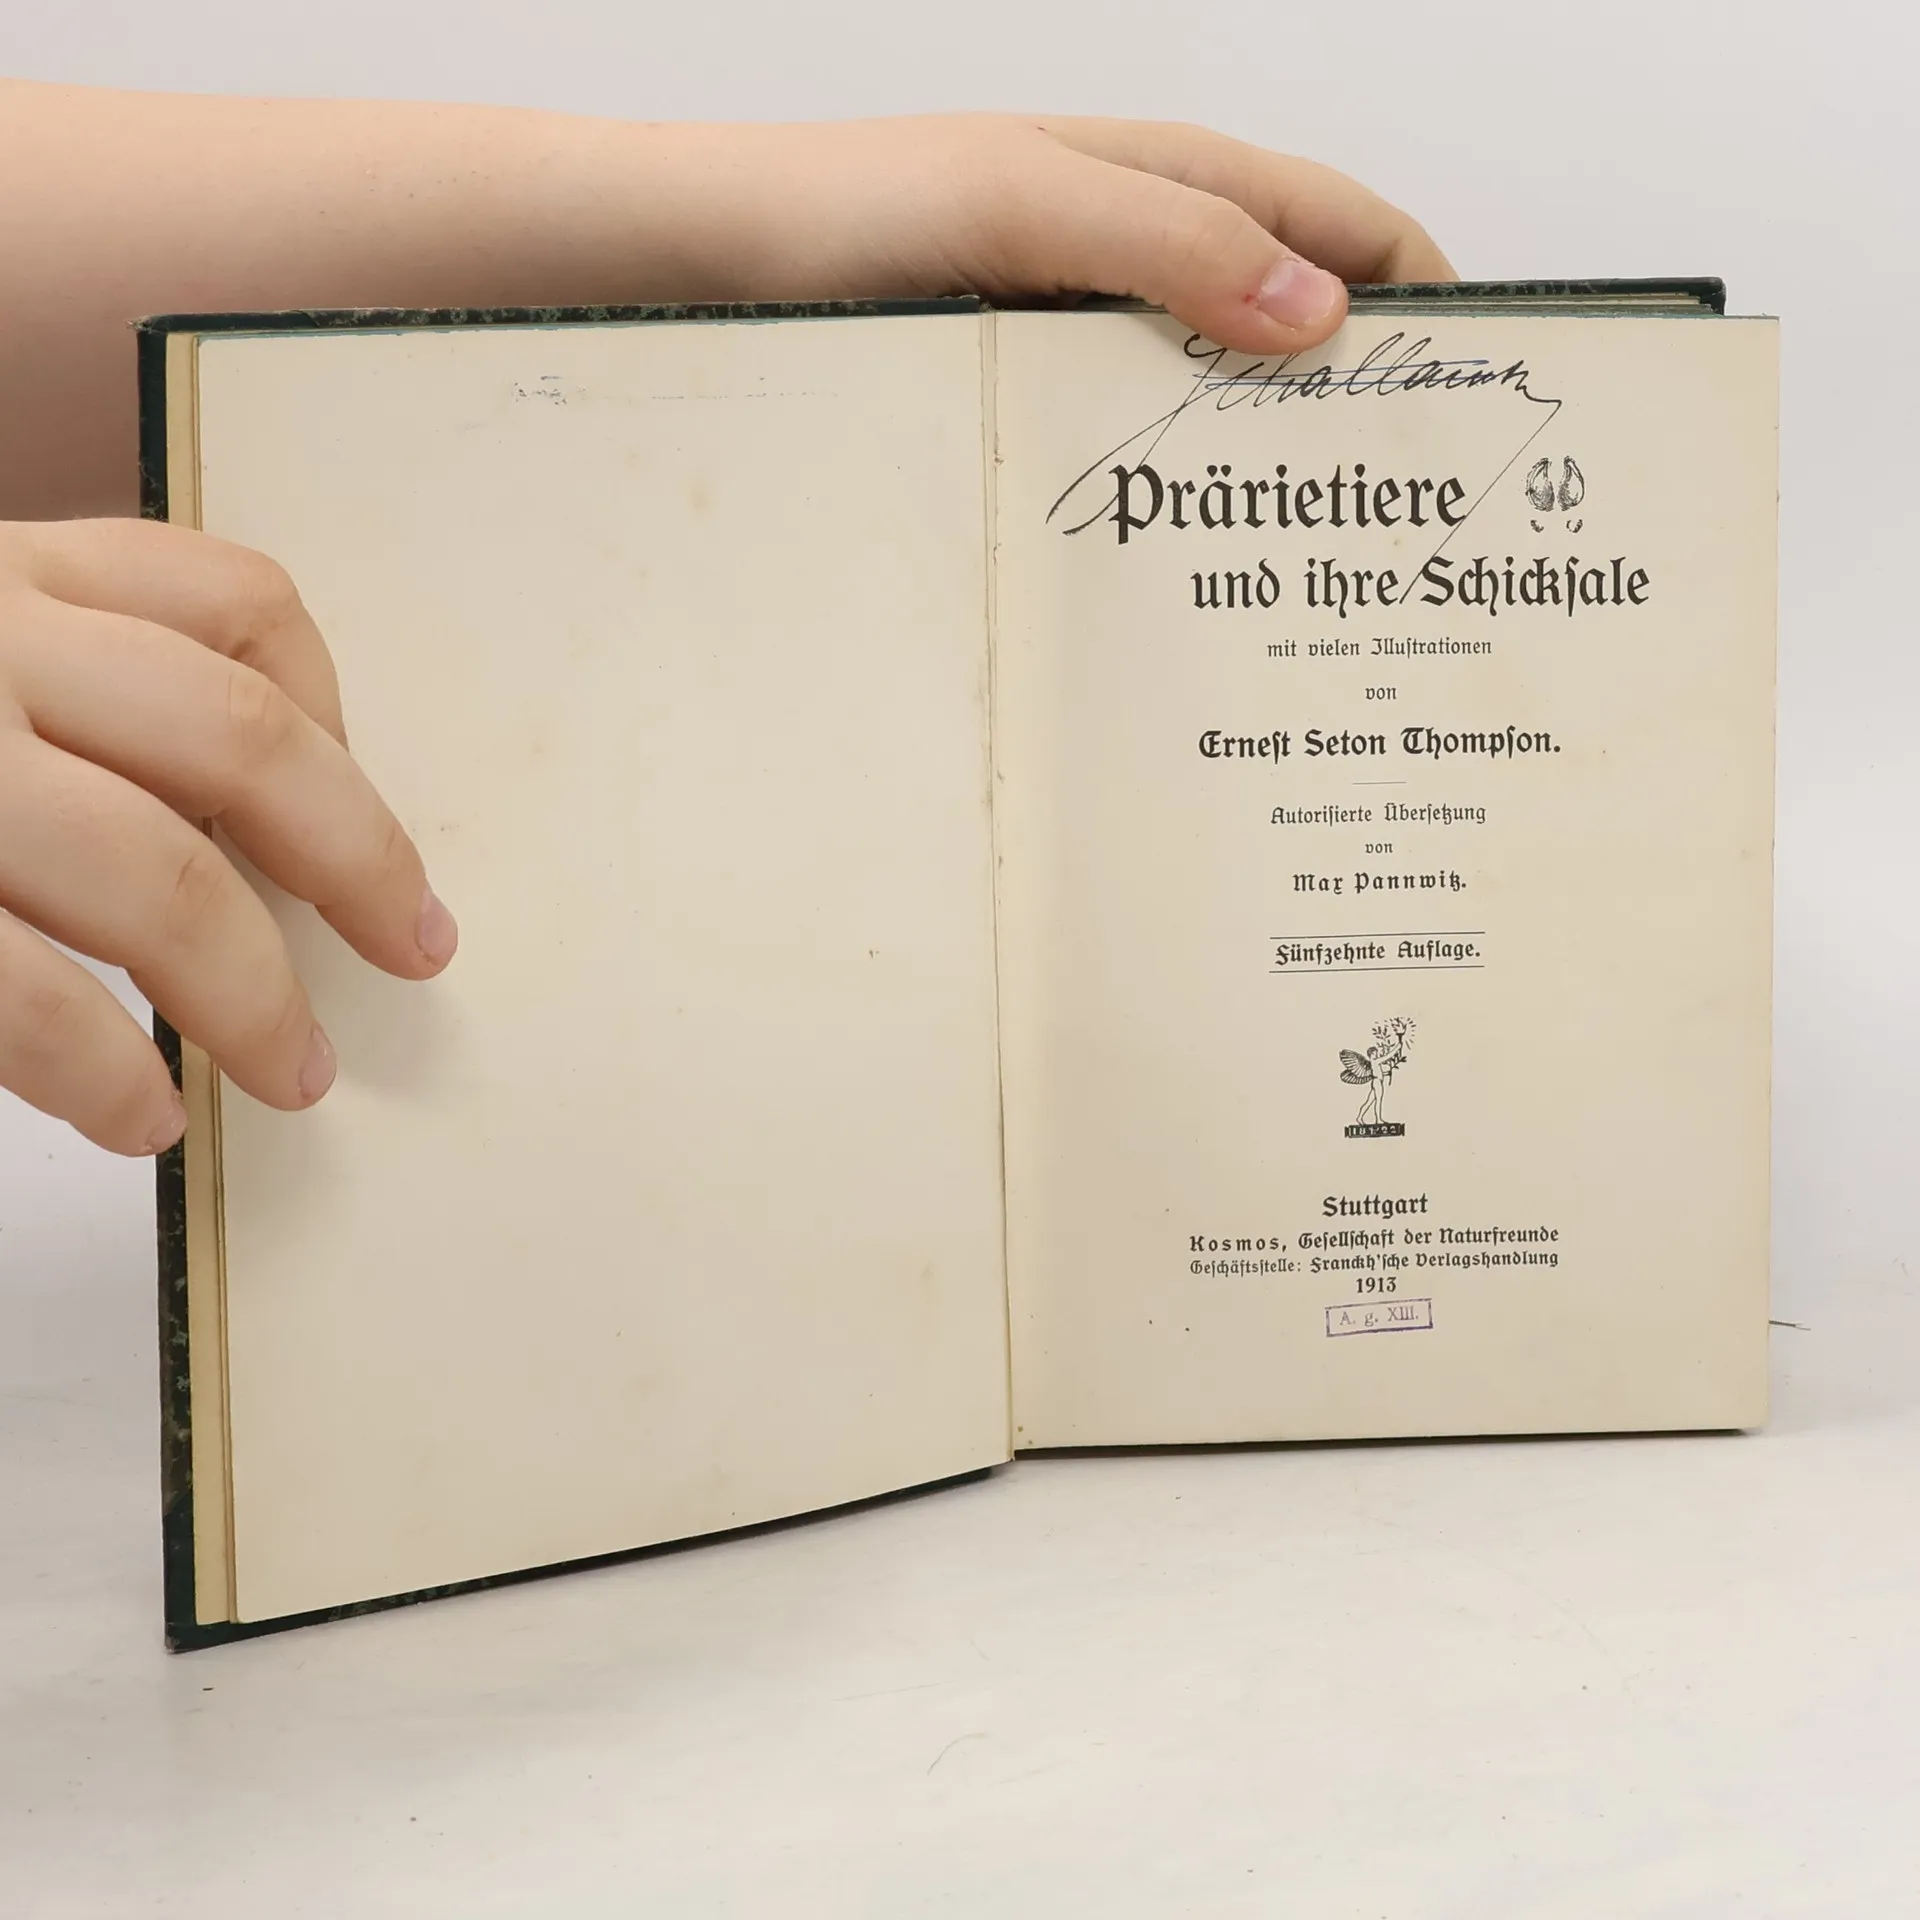 Prärietiere
und ihre Schickſale
mit vielen Illuſtrationen
von
Erneſt Seton Thompſon.
Autoriſierte Überſetzung
von
Max Pannwitz.
Fünfzehnte Auflage.
Stuttgart
Kosmos, Geſellſchaft der Naturfreunde
Geſchäftsſtelle: Franckh'ſche Verlagshandlung
1913
A. g. XIII.